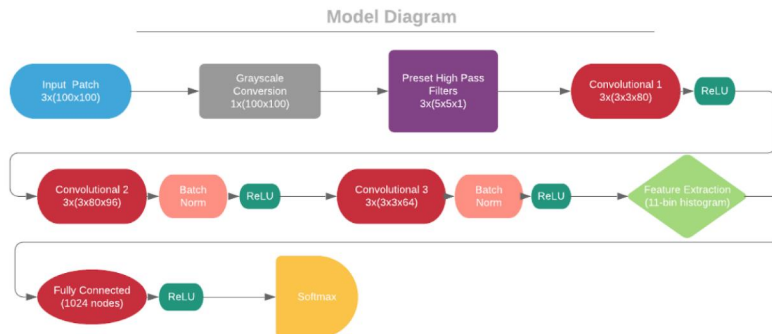 Model Diagram
Input Patch
3x(100x100)
Grayscale
Conversion
1x(100x100)
Preset High Pass
Filters
3x(5x5x1)
Convolutional 1
3x(3x3x80)
ReLU
Convolutional 2
3x(3x80x96)
Batch
Norm
ReLU
Convolutional 3
3x(3x3x64)
Batch
Norm
ReLU
Feature Extraction
(11-bin histogram)
Fully Connected
(1024 nodes)
ReLU
Softmax